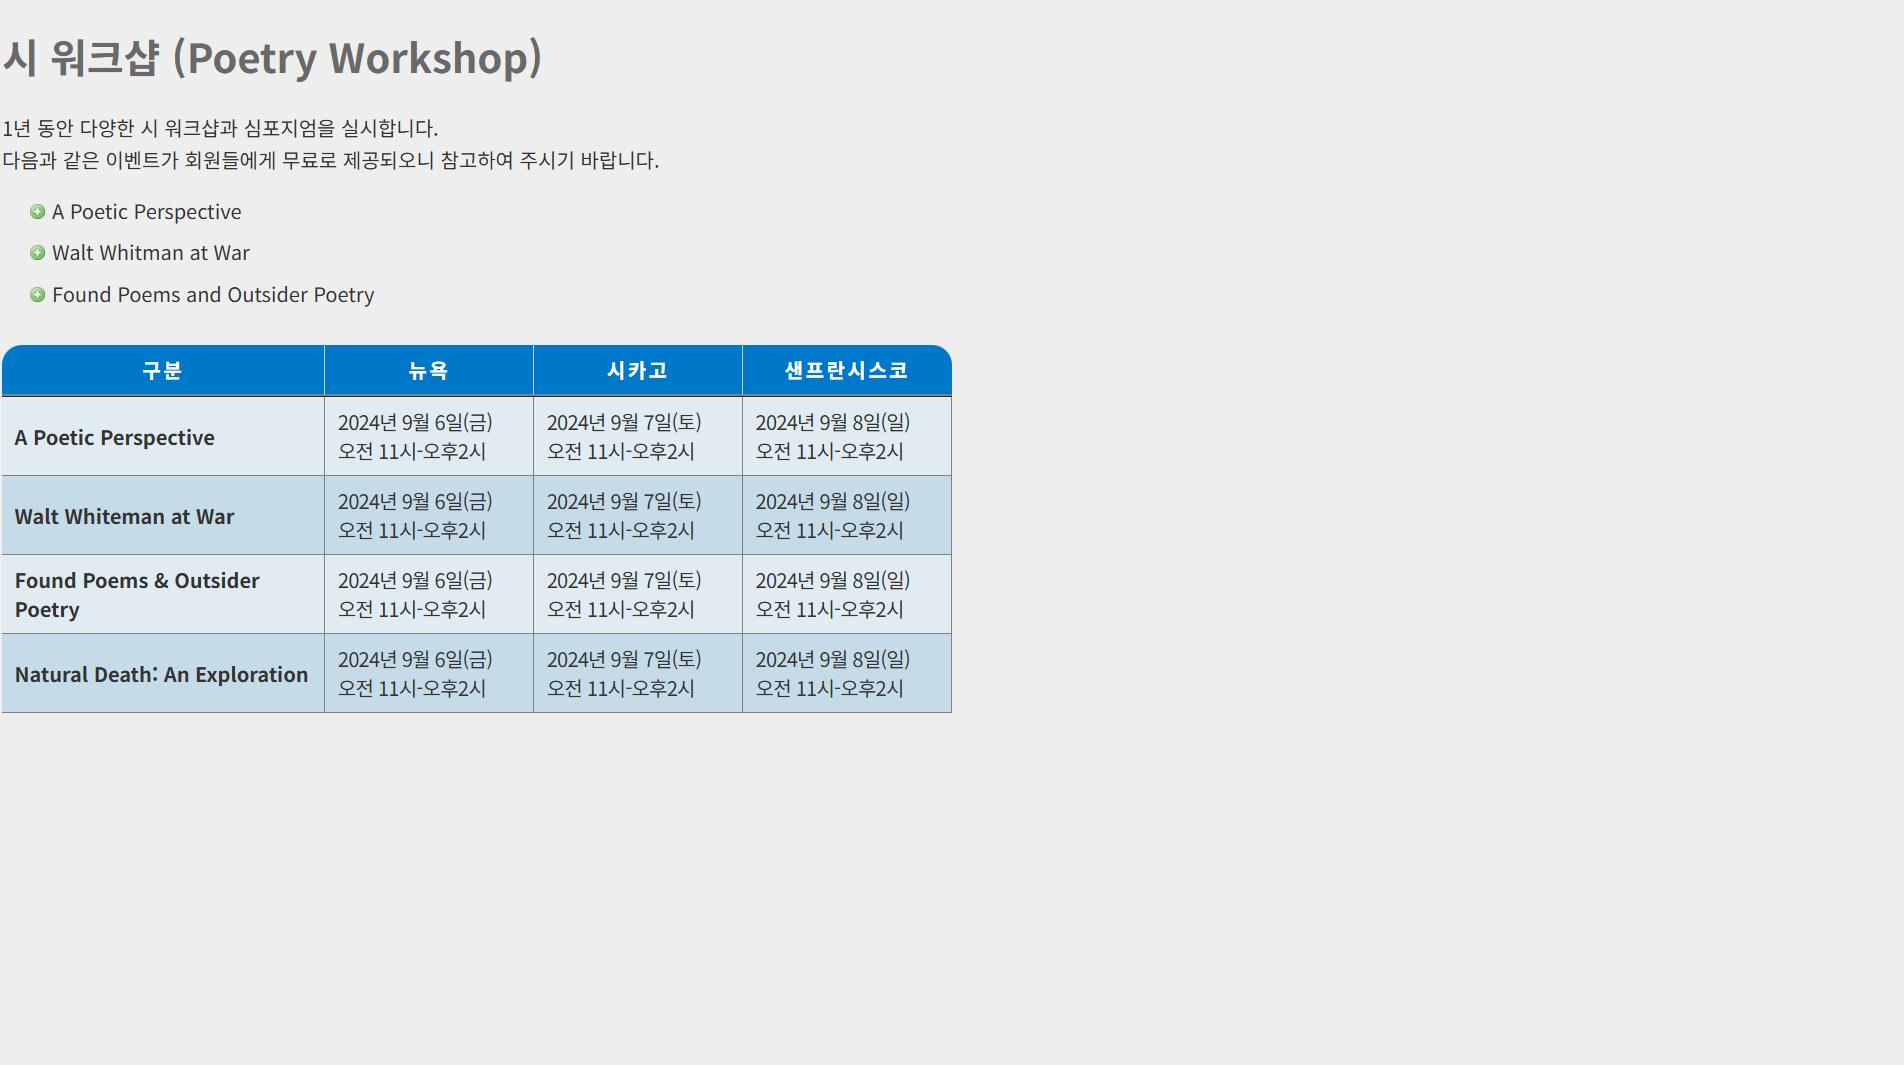 시 워크샵 (Poetry Workshop)
1년 동안 다양한 시 워크샵과 심포지엄을 실시합니다.
다음과 같은 이벤트가 회원들에게 무료로 제공되오니 참고하여 주시기 바랍니다.
A Poetic Perspective
Walt Whitman at War
Found Poems and Outsider Poetry
구분 뉴욕 시카고 샌프란시스코
A Poetic Perspective
2024년 9월 6일(금)
오전 11시-오후2시
2024년 9월 7일(토)
오전 11시-오후2시
2024년 9월 8일(일)
오전 11시-오후2시
Walt Whiteman at War
2024년 9월 6일(금)
오전 11시-오후2시
2024년 9월 7일(토)
오전 11시-오후2시
2024년 9월 8일(일)
오전 11시-오후2시
Found Poems & Outsider
Poetry
2024년 9월 6일(금)
오전 11시-오후2시
2024년 9월 7일(토)
오전 11시-오후2시
2024년 9월 8일(일)
오전 11시-오후2시
Natural Death: An Exploration
2024년 9월 6일(금)
오전 11시-오후2시
2024년 9월 7일(토)
오전 11시-오후2시
2024년 9월 8일(일)
오전 11시-오후2시